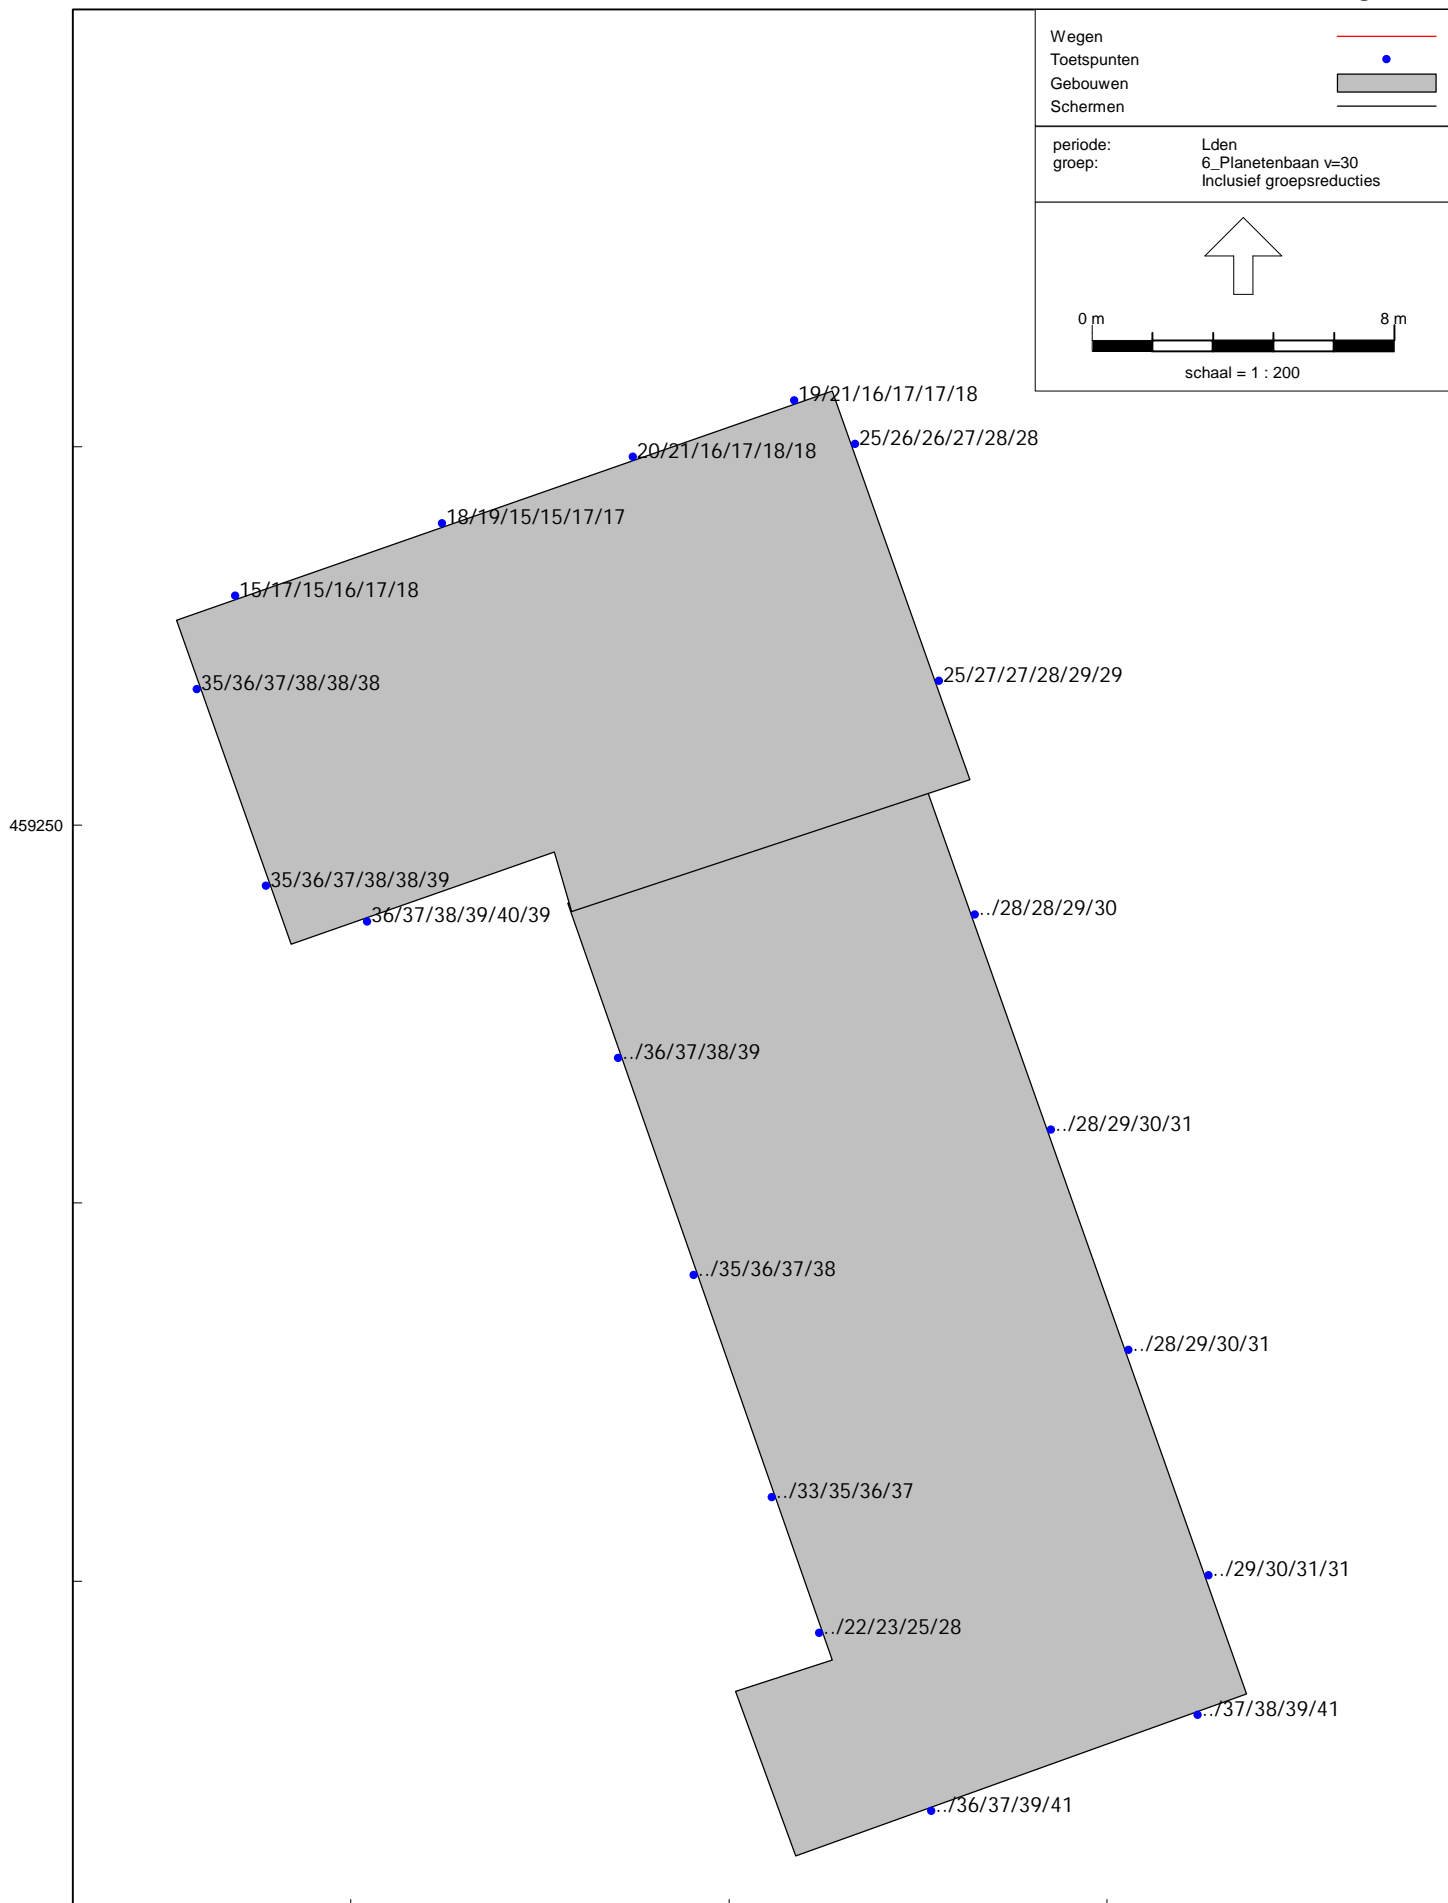 Wegen
Toetspunten
Gebouwen
Schermen
periode: Lden
groep: 6_Planetenbaan v=30
Inclusief groepsreducties
0 m 8 m
schaal = 1 : 200
19/21/16/17/17/18
25/26/26/27/28/28
20/21/16/17/18/18
18/19/15/15/17/17
15/17/15/16/17/18
35/36/37/38/38/38
25/27/27/28/29/29
459250
35/36/37/38/38/39
36/37/38/39/40/39
../28/28/29/30
../36/37/38/39
../28/29/30/31
../35/36/37/38
../28/29/30/31
../33/35/36/37
../29/30/31/31
../22/23/25/28
../37/38/39/41
../36/37/39/41